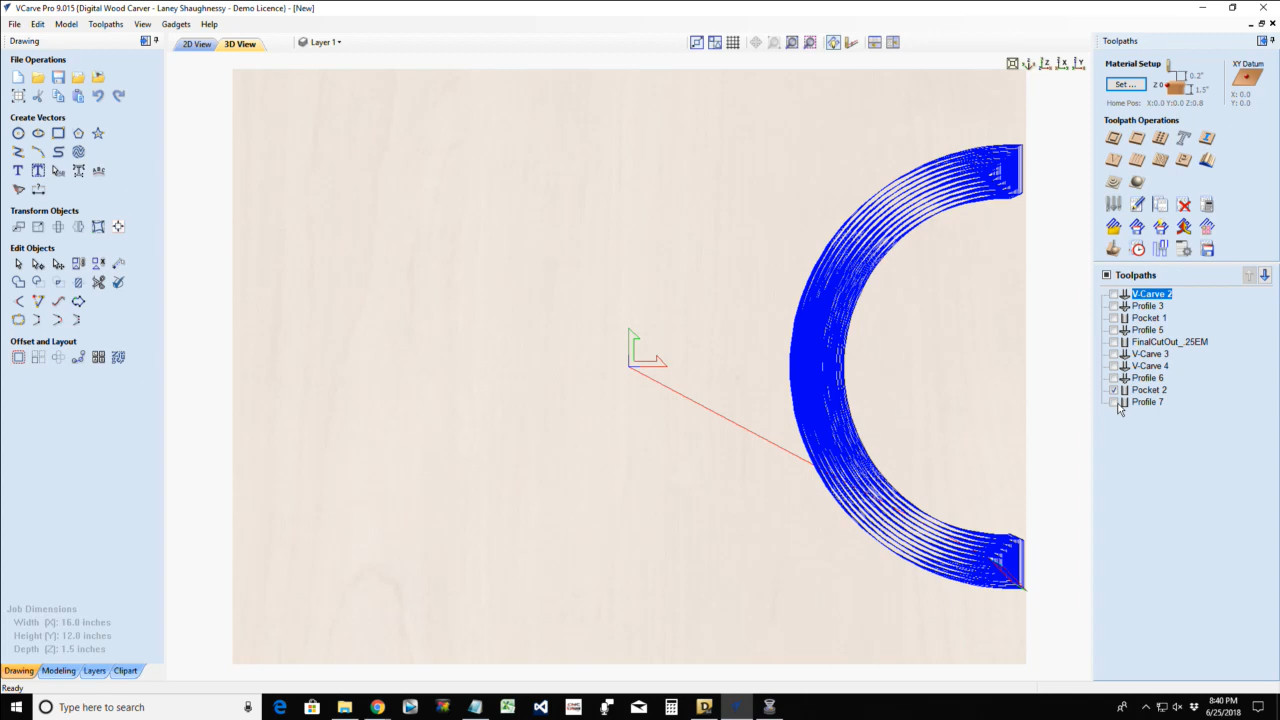 VCarve Pro 9.015 {Digital Wood Carver - Laney Shaughnessy - Demo Licence} - [New]
File Edit Model Toolpaths View Gadgets Help
Drawing
2D View 3D View Layer 1
Toolpaths
File Operations
Create Vectors
Transform Objects
Edit Objects
Offset and Layout
Job Dimensions
Width (X): 16.0 inches
Height (Y): 12.0 inches
Depth (Z): 1.5 inches
Drawing Modeling Layers Clipart
Ready
Z X Y
Material Setup
XY Datum
Set ...
Z 0
0.2"
1.5"
X: 0.0
Y: 0.0
Home Pos: X:0.0 Y:0.0 Z:0.8
Toolpath Operations
Toolpaths
V-Carve 2
Profile 3
Pocket 1
Profile 5
FinalCutOut_.25EM
V-Carve 3
V-Carve 4
Profile 6
Pocket 2
Profile 7
Type here to search
8:40 PM
6/25/2018